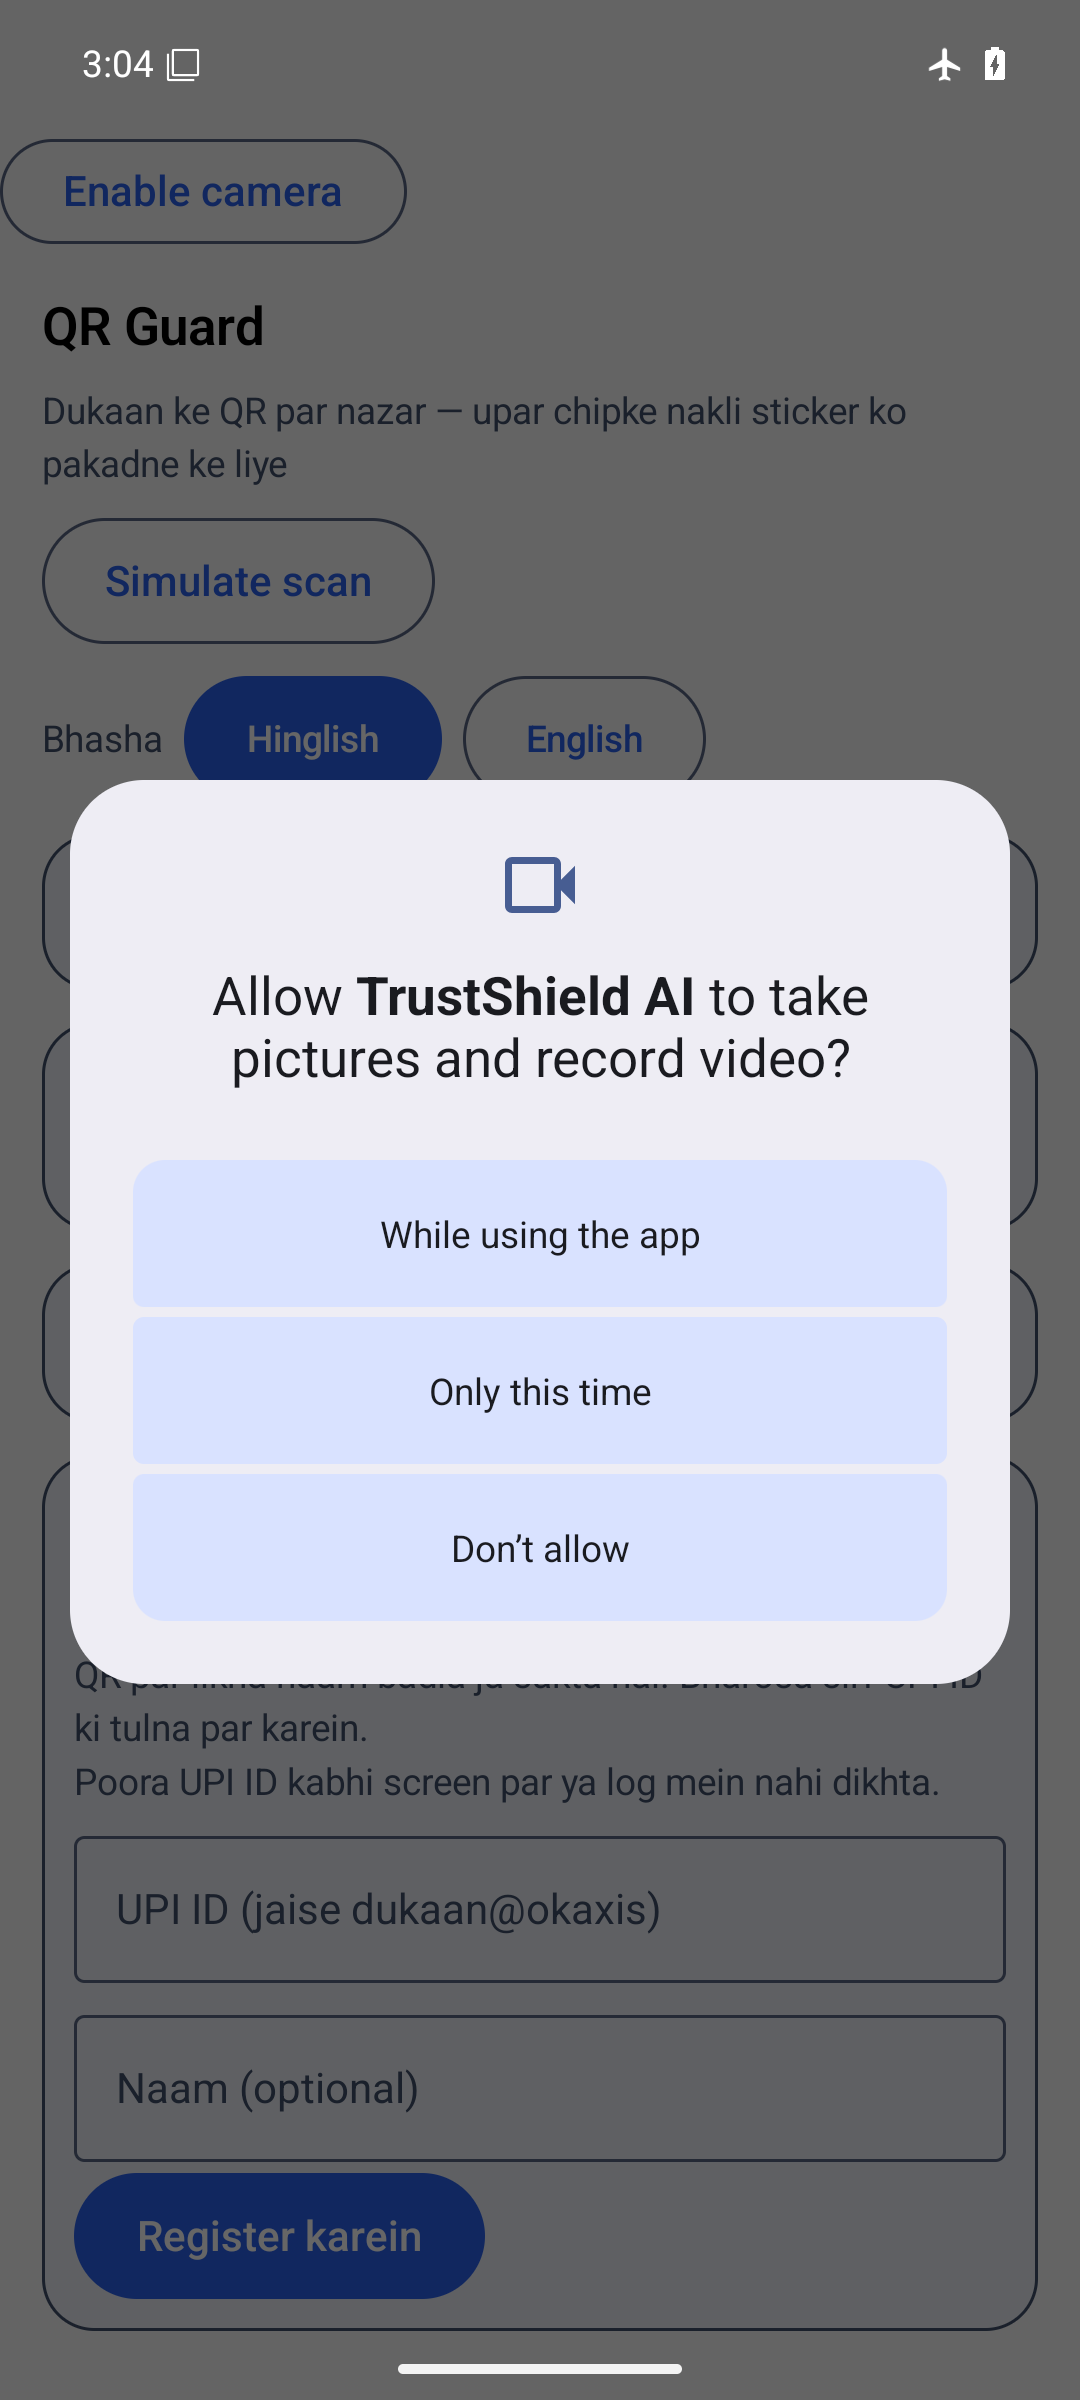 3:04
Enable camera
QR Guard
Dukaan ke QR par nazar — upar chipke nakli sticker ko
pakadne ke liye
Simulate scan
Bhasha
Hinglish
English
Allow TrustShield AI to take
pictures and record video?
While using the app
Only this time
Don’t allow
QR par
ki tulna par karein.
Poora UPI ID kabhi screen par ya log mein nahi dikhta.
UPI ID (jaise dukaan@okaxis)
Naam (optional)
Register karein